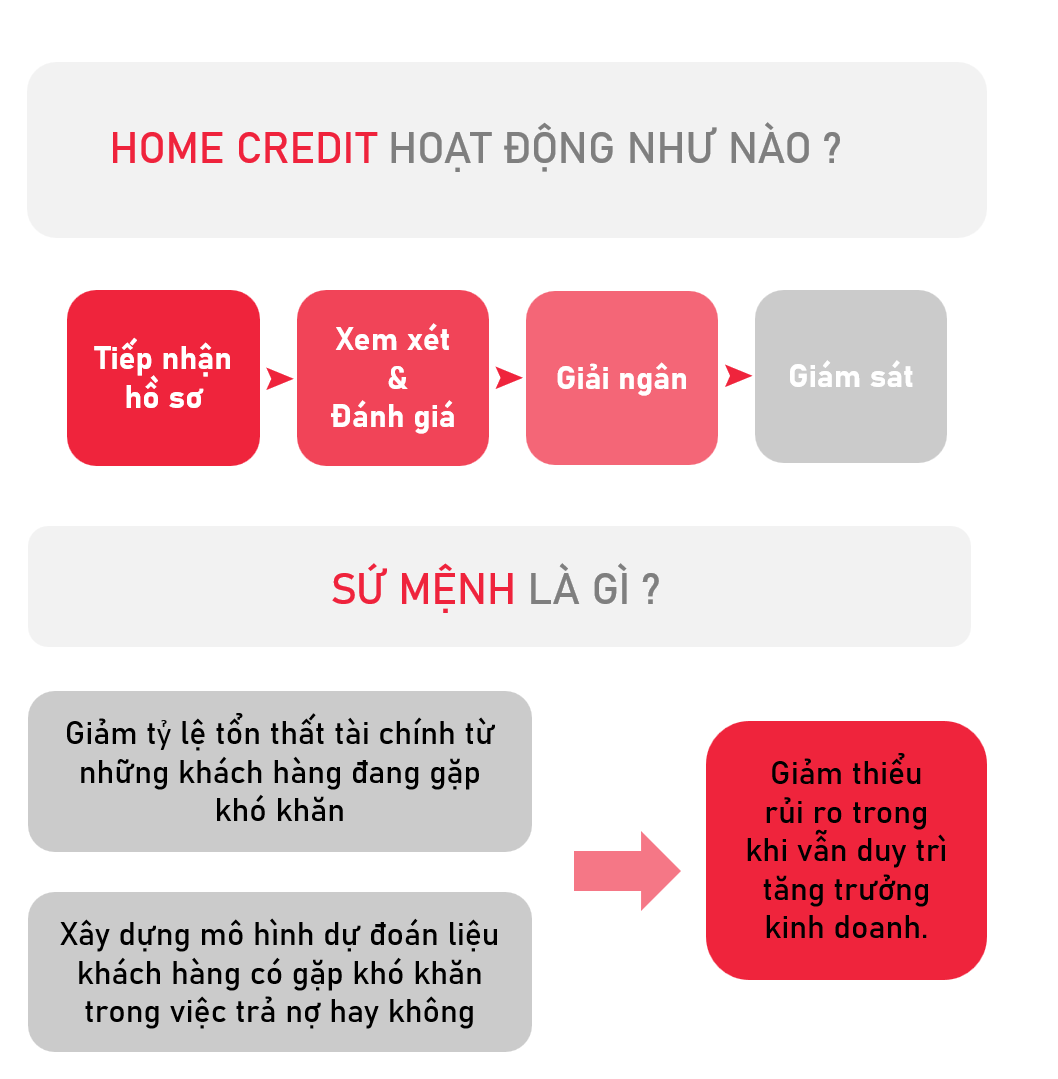 HOME CREDIT HOẠT ĐỘNG NHƯ NÀO ?
Tiếp nhận
hồ sơ
Xem xét
&
Đánh giá
Giải ngân
Giám sát
SỨ MỆNH LÀ GÌ ?
Giảm tỷ lệ tổn thất tài chính từ
những khách hàng đang gặp
khó khăn
Xây dựng mô hình dự đoán liệu
khách hàng có gặp khó khăn
trong việc trả nợ hay không
Giảm thiểu
rủi ro trong
khi vẫn duy trì
tăng trưởng
kinh doanh.